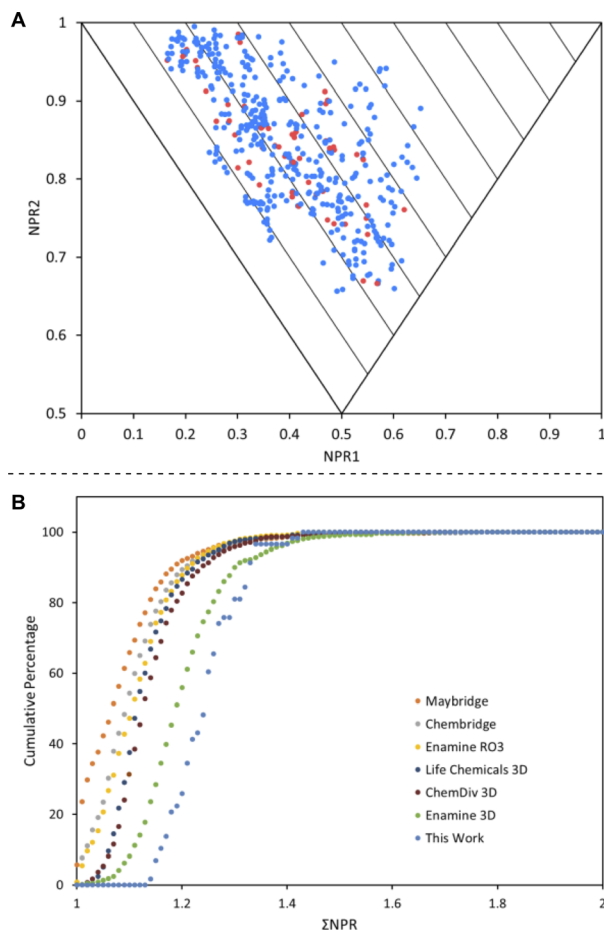 A
1
0.9
0.8
NPR2
0.7
0.6
0.5
0 0.1 0.2 0.3 0.4 0.5 0.6 0.7 0.8 0.9 1
NPR1
B
100
80
60
Cumulative Percentage
40
20
0
Maybridge
Chembridge
Enamine RO3
Life Chemicals 3D
ChemDiv 3D
Enamine 3D
This Work
1 1.2 1.4 1.6 1.8 2
ΣNPR